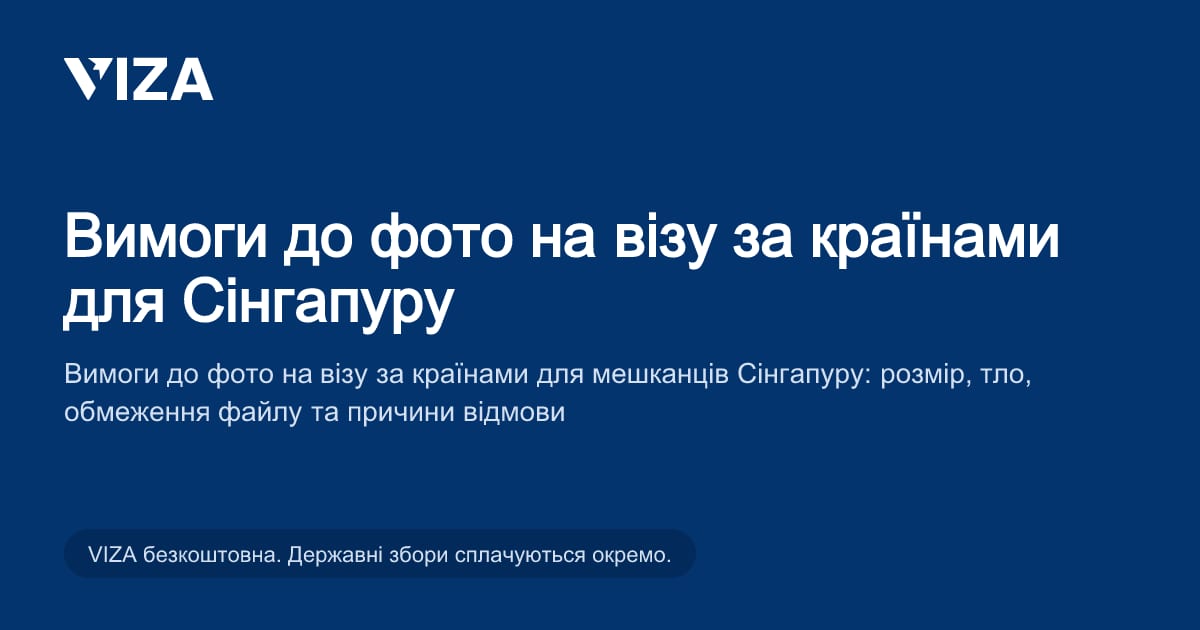 VIZA
Вимоги до фото на візу за країнами
для Сінгапуру
Вимоги до фото на візу за країнами для мешканців Сінгапуру: розмір, тло,
обмеження файлу та причини відмови
VIZA безкоштовна. Державні збори сплачуються окремо.